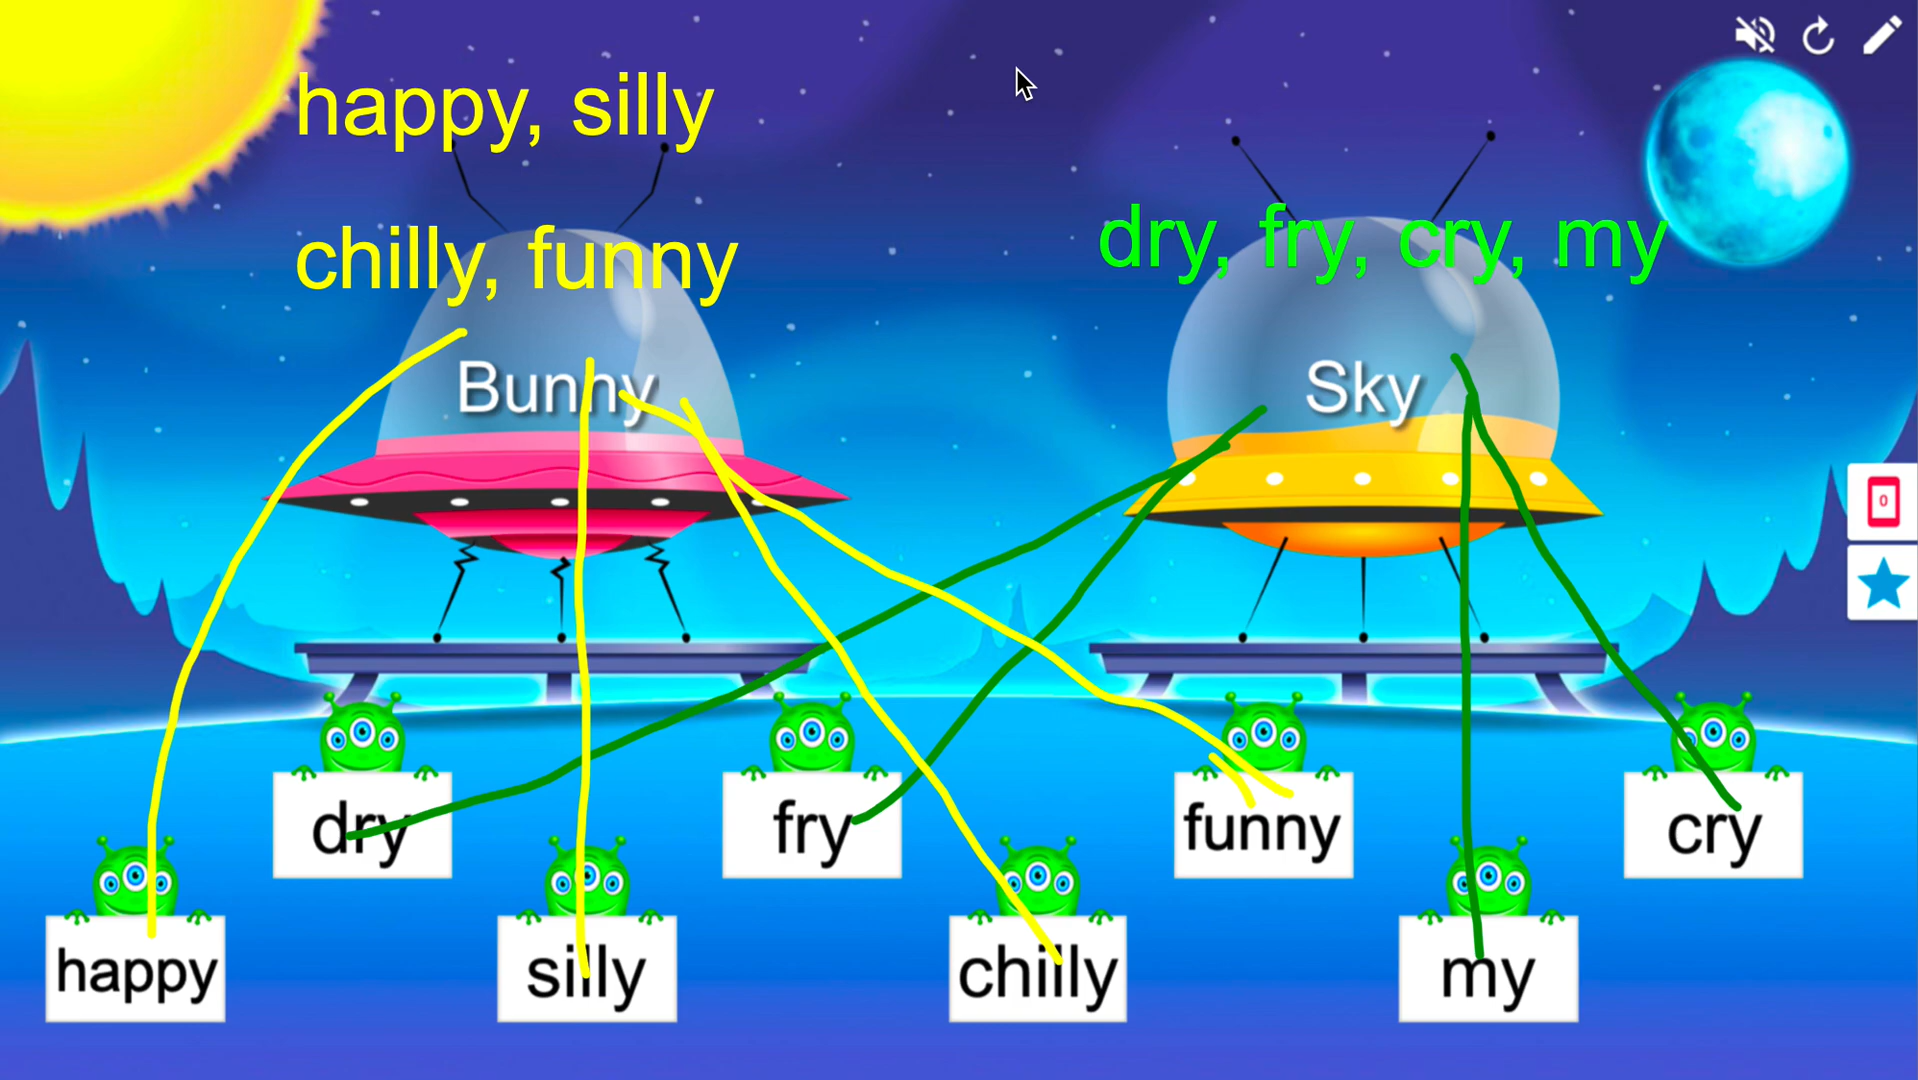 happy, silly
chilly, funny
dry, fry, cry, my
Bunny
Sky
0
dry
fry
funny
cry
happy
silly
chilly
my